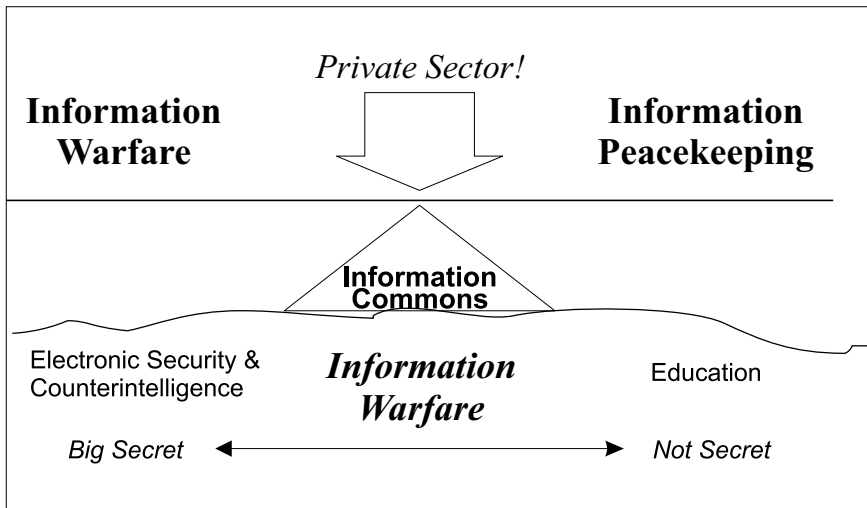 Private Sector!
Information
Warfare
Information
Peacekeeping
Information
Commons
Electronic Security &
Counterintelligence
Information
Warfare
Education
Big Secret
Not Secret